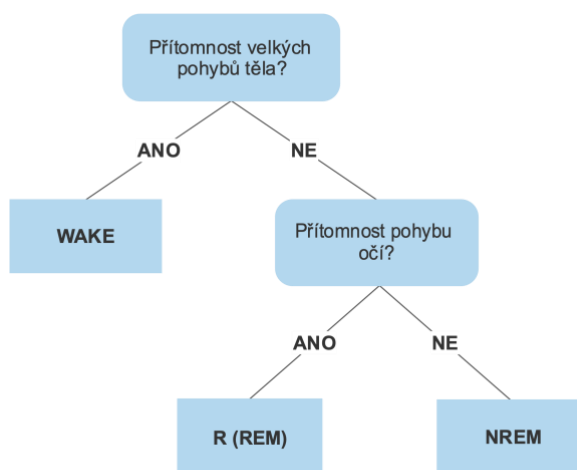 Přítomnost velkých
pohybů těla?
ANO
NE
WAKE
Přítomnost pohybu
očí?
ANO
NE
R (REM)
NREM